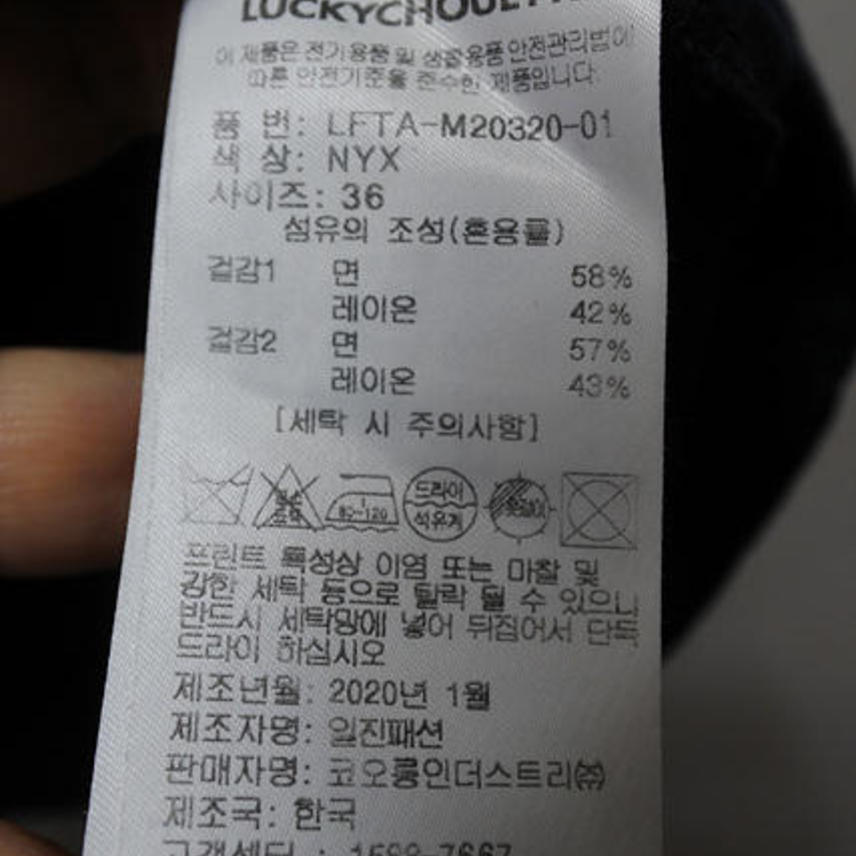 LUCKYCHOUETTE
이 제품은 전기용품 및 생활용품 안전관리법에
따른 안전기준을 준수한 제품입니다
품 번: LFTA-M20320-01
색 상: NYX
사이즈: 36
섬유의 조성(혼용률)
겉감1 면 58%
레이온 42%
겉감2 면 57%
레이온 43%
[세탁 시 주의사항]
80~120
드라이
석유계
프린트 특성상 이염 또는 마찰 및
강한 세탁 등으로 탈락 될 수 있으니
반드시 세탁망에 넣어 뒤집어서 단독
드라이 하십시오
제조년월: 2020년 1월
제조자명: 일진패션
판매자명: 코오롱인더스트리㈜
제조국: 한국
고객센터 : 1588-7667